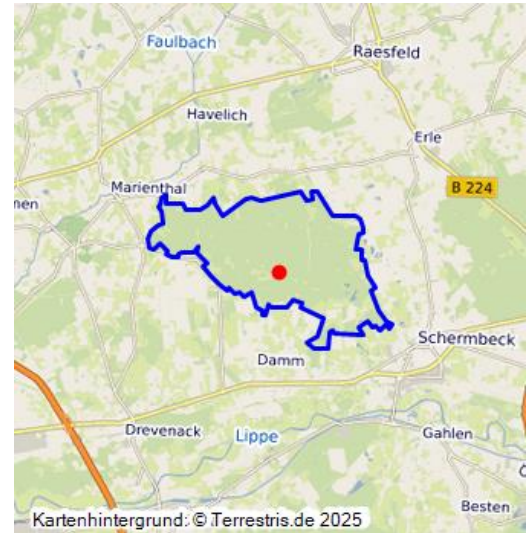 Faulbach
Raesfeld
Havelich
Erle
Marienthal
B 224
nen
Schermbeck
Damm
Drevenack
Lippe
Gahlen
Besten
Kartenhintergrund: © Terrestris.de 2025